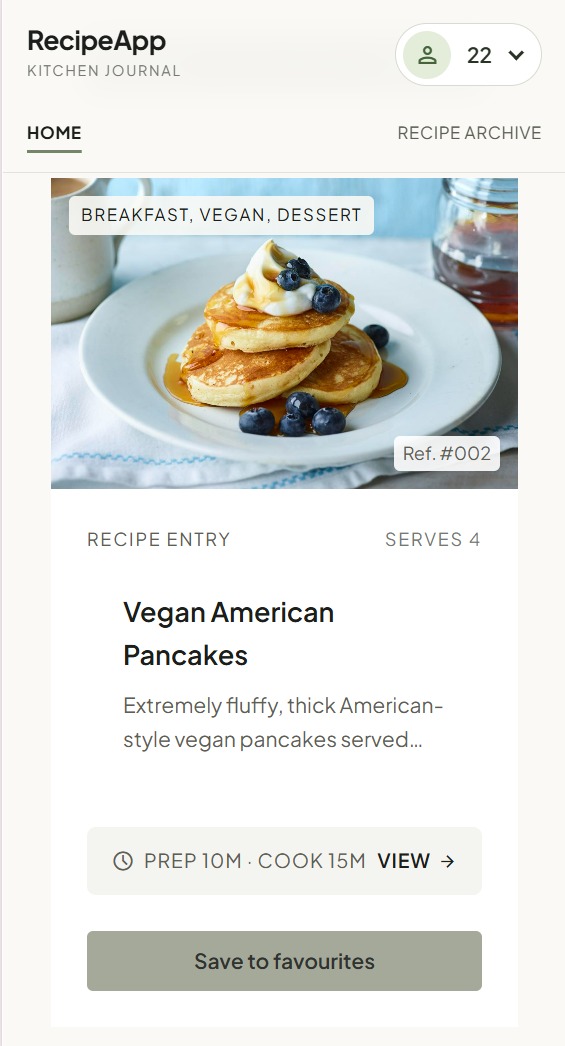 RecipeApp
KITCHEN JOURNAL
22
HOME
RECIPE ARCHIVE
BREAKFAST, VEGAN, DESSERT
Ref. #002
RECIPE ENTRY
SERVES 4
Vegan American
Pancakes
Extremely fluffy, thick American-
style vegan pancakes served...
PREP 10M · COOK 15M VIEW →
Save to favourites